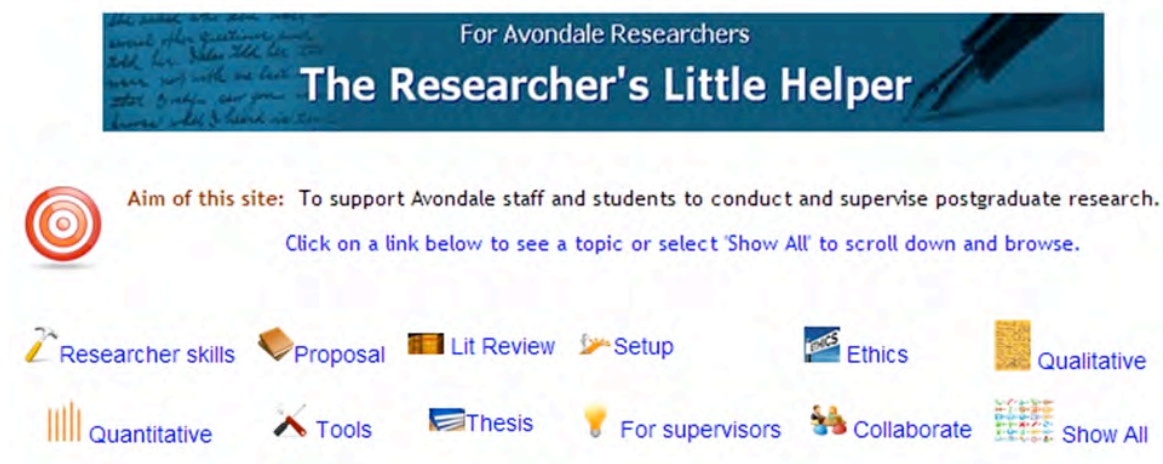 For Avondale Researchers
The Researcher's Little Helper
Aim of this site: To support Avondale staff and students to conduct and supervise postgraduate research.
Click on a link below to see a topic or select 'Show All' to scroll down and browse.
Researcher skills Proposal Lit Review Setup ETHICS Ethics Qualitative
Quantitative Tools Thesis For supervisors Collaborate Show All